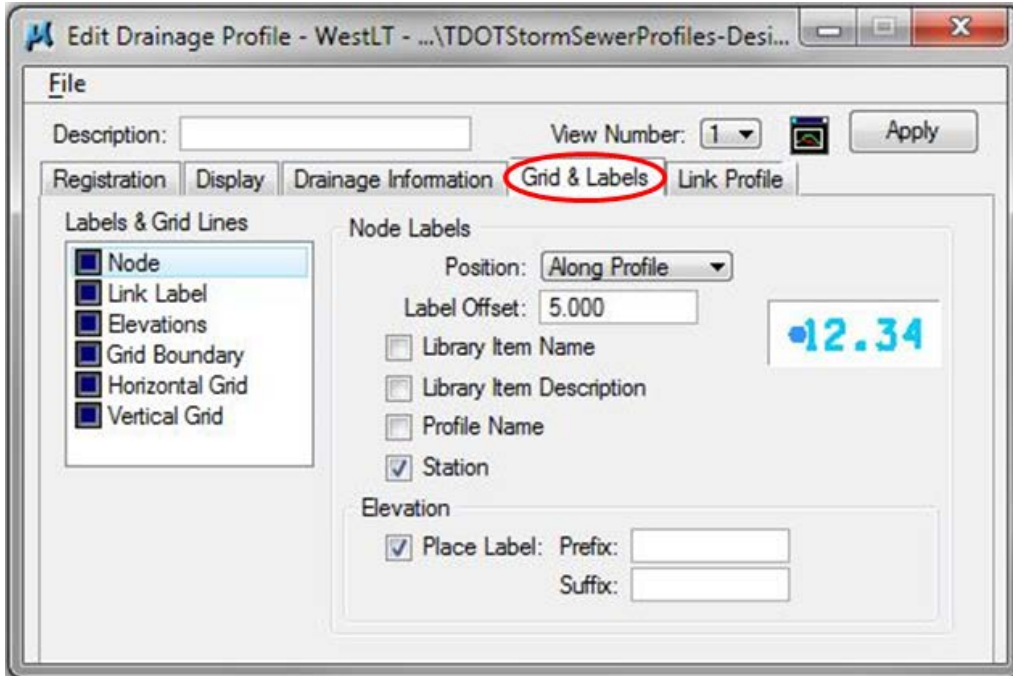 Edit Drainage Profile - WestLT - ...\TDOTStormSewerProfiles-Desi...
File
Description: View Number: 1 Apply
Registration Display Drainage Information Grid & Labels Link Profile
Labels & Grid Lines
Node
Link Label
Elevations
Grid Boundary
Horizontal Grid
Vertical Grid
Node Labels
Position: Along Profile
Label Offset: 5.000
12.34
Library Item Name
Library Item Description
Profile Name
Station
Elevation
Place Label: Prefix:
Suffix: